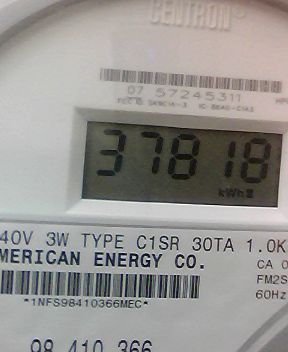 CENTRON®
07 57245311
37818
kWh
40V 3W TYPE C1SR 30TA 1.0K
MERICAN ENERGY CO.
CA 0
FM2S
60Hz
*1NFS98410366MEC*
98 410 366